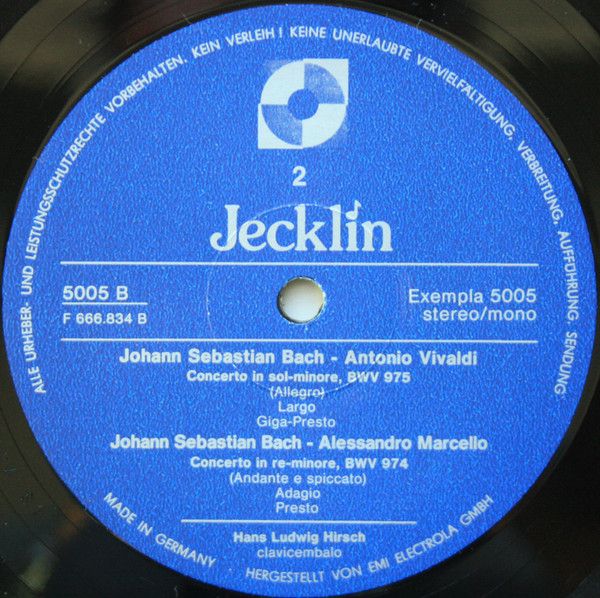 ALLE URHEBER- UND LEISTUNGSSCHUTZRECHTE VORBEHALTEN. KEIN VERLEIH! KEINE UNERLAUBTE VERVIELFÄLTIGUNG, VERBREITUNG, AUFFÜHRUNG, SENDUNG
2
Jecklin
5005 B
F 666.834 B
Exempla 5005
stereo/mono
Johann Sebastian Bach - Antonio Vivaldi
Concerto in sol-minore, BWV 975
(Allegro)
Largo
Giga-Presto
Johann Sebastian Bach - Alessandro Marcello
Concerto in re-minore, BWV 974
(Andante e spiccato)
Adagio
Presto
Hans Ludwig Hirsch
clavicembalo
MADE IN GERMANY · HERGESTELLT VON EMI ELECTROLA GMBH